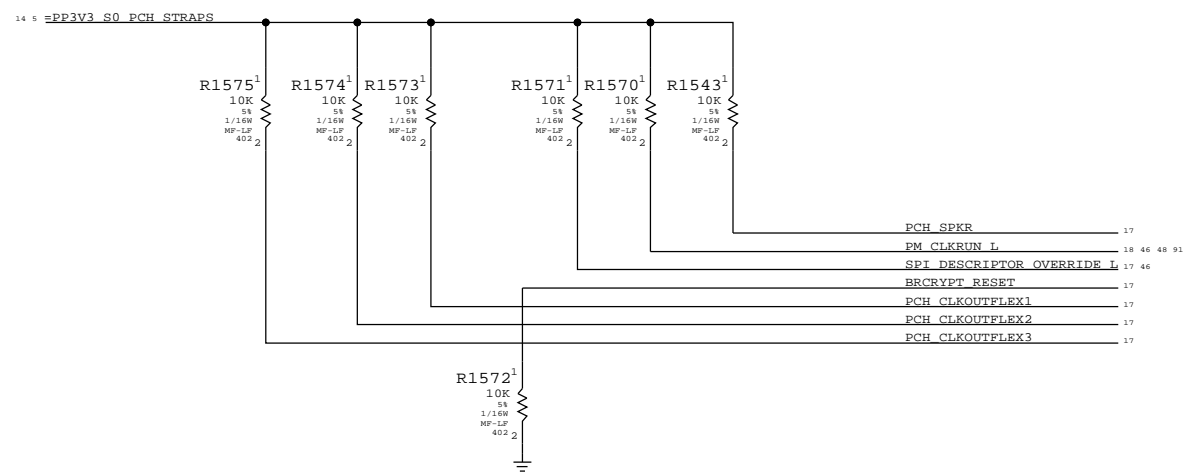 14 5 =PP3V3_S0_PCH_STRAPS
R1575 1
10K
5%
1/16W
MF-LF
402 2
R1574 1
10K
5%
1/16W
MF-LF
402 2
R1573 1
10K
5%
1/16W
MF-LF
402 2
R1571 1
10K
5%
1/16W
MF-LF
402 2
R1570 1
10K
5%
1/16W
MF-LF
402 2
R1543 1
10K
5%
1/16W
MF-LF
402 2
PCH_SPKR 17
PM_CLKRUN_L 18 46 48 91
SPI_DESCRIPTOR_OVERRIDE_L 17 46
BRCRYPT_RESET 17
PCH_CLKOUTFLEX1 17
PCH_CLKOUTFLEX2 17
PCH_CLKOUTFLEX3 17
R1572 1
10K
5%
1/16W
MF-LF
402 2